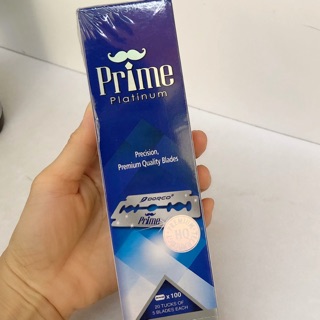 Prime
Platinum
Precision,
Premium Quality Blades
DORCO
Prime
x 100
20 TUCKS OF
5 BLADES EACH